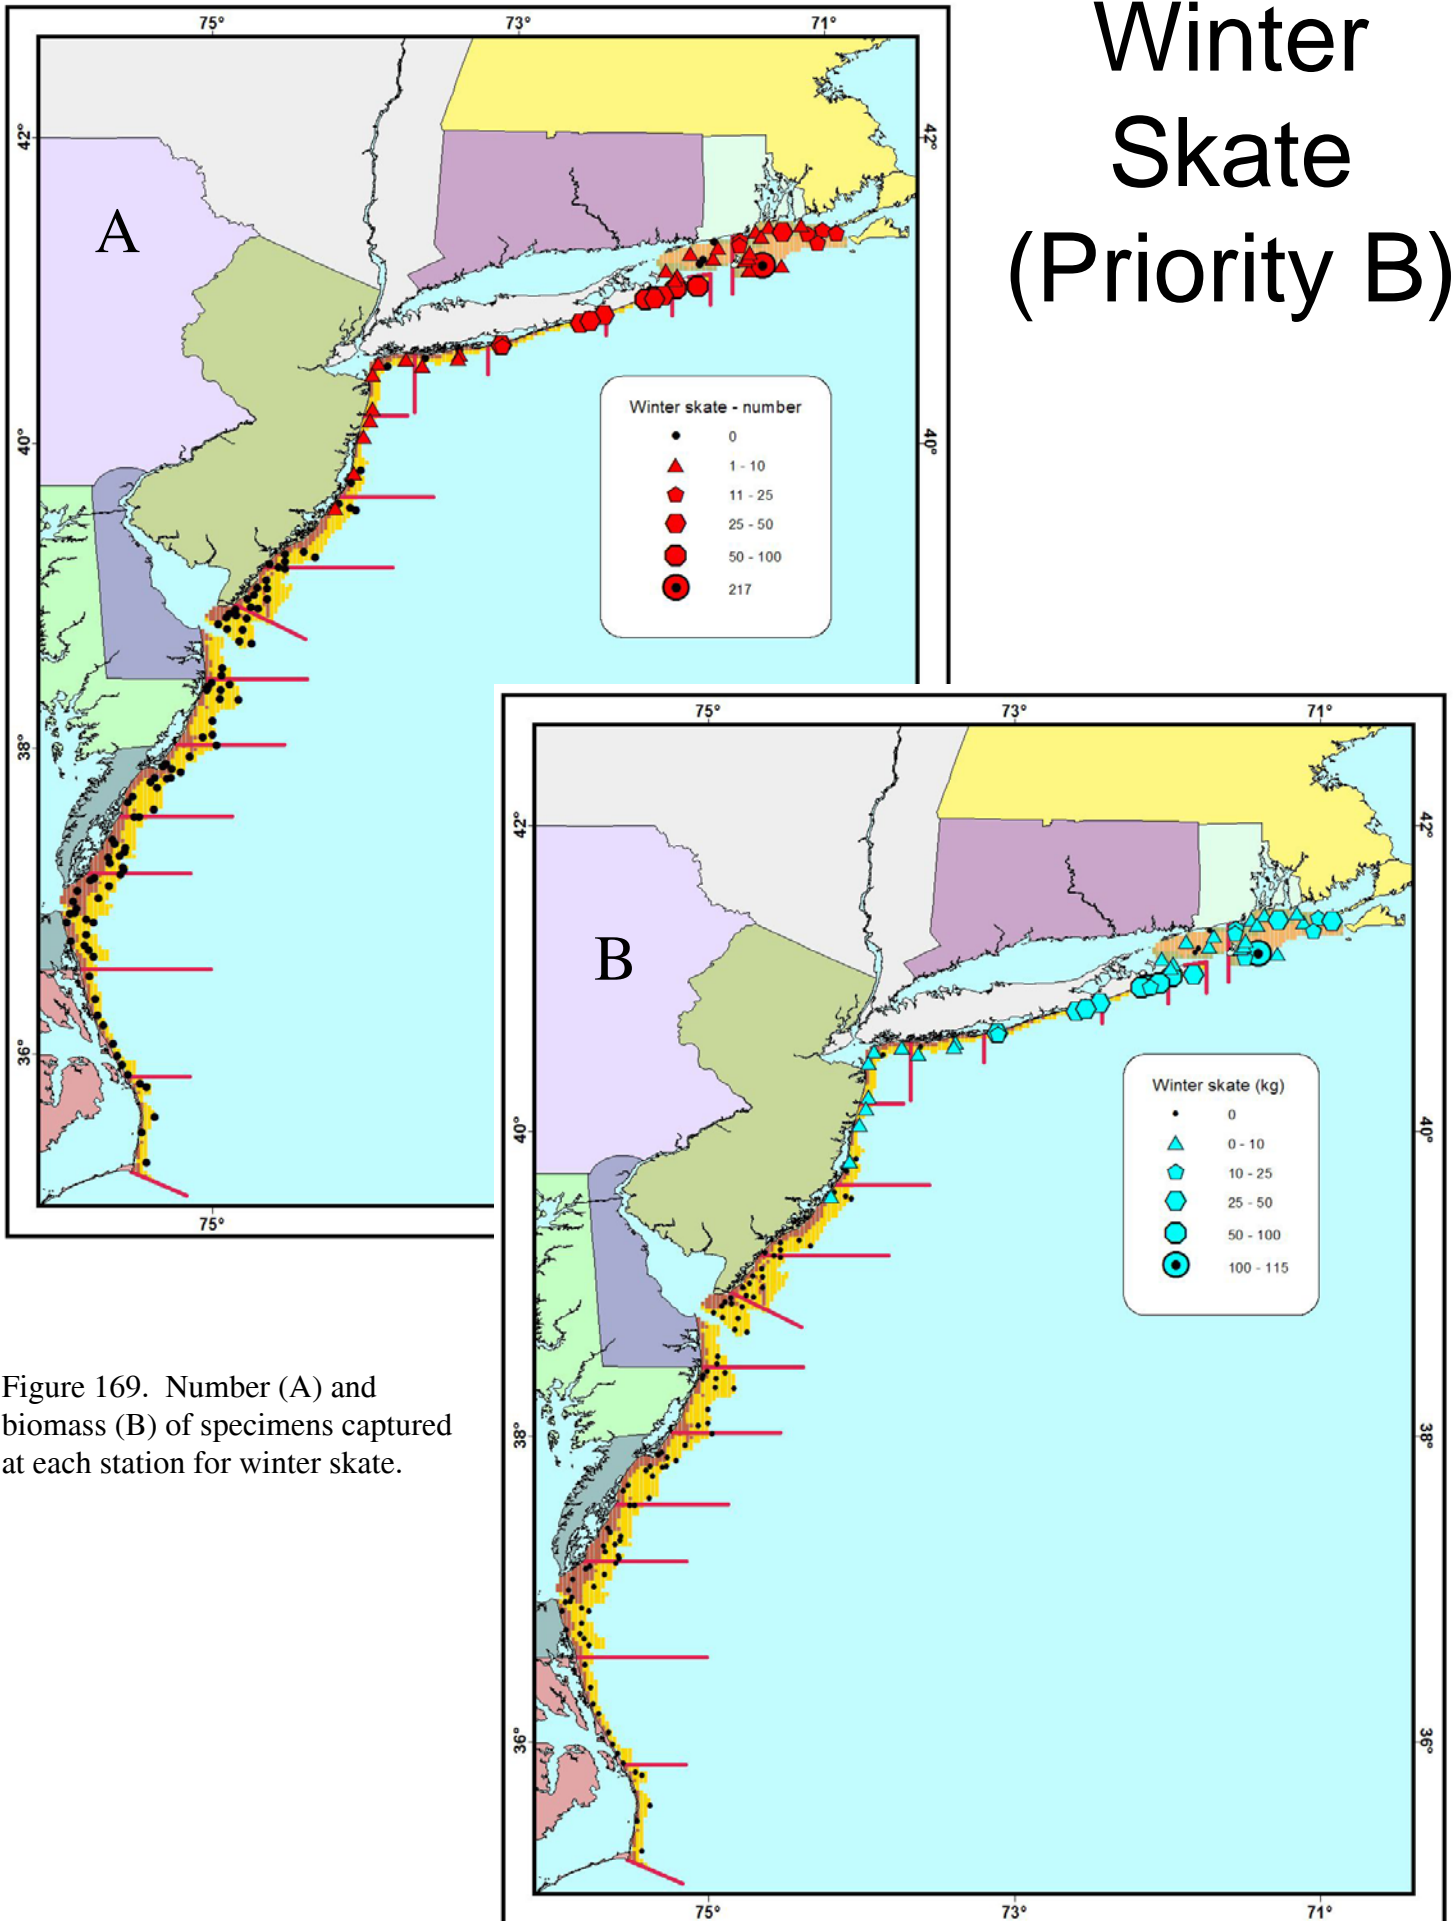 Winter
Skate
(Priority B)
75° 73° 71°
42° 42°
A
Winter skate - number
0
1 - 10
11 - 25
25 - 50
50 - 100
217
40° 40°
38°
36°
75°
75° 73° 71°
42° 42°
B
Winter skate (kg)
0
0 - 10
10 - 25
25 - 50
50 - 100
100 - 115
40° 40°
38° 38°
36° 36°
75° 73° 71°
Figure 169. Number (A) and
biomass (B) of specimens captured
at each station for winter skate.